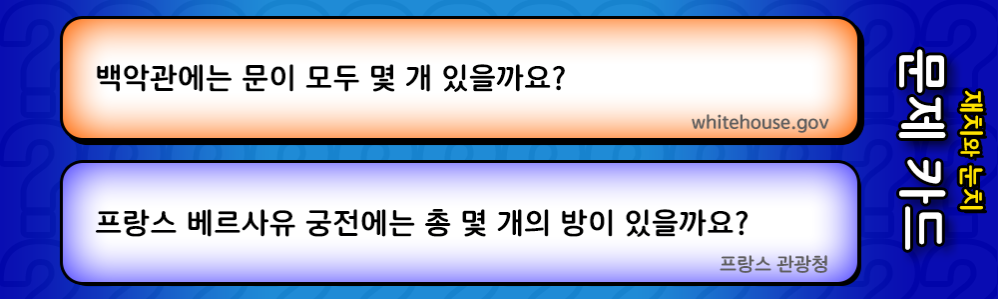 백악관에는 문이 모두 몇 개 있을까요?
whitehouse.gov
프랑스 베르사유 궁전에는 총 몇 개의 방이 있을까요?
프랑스 관광청
재치와 눈치
문제 카드